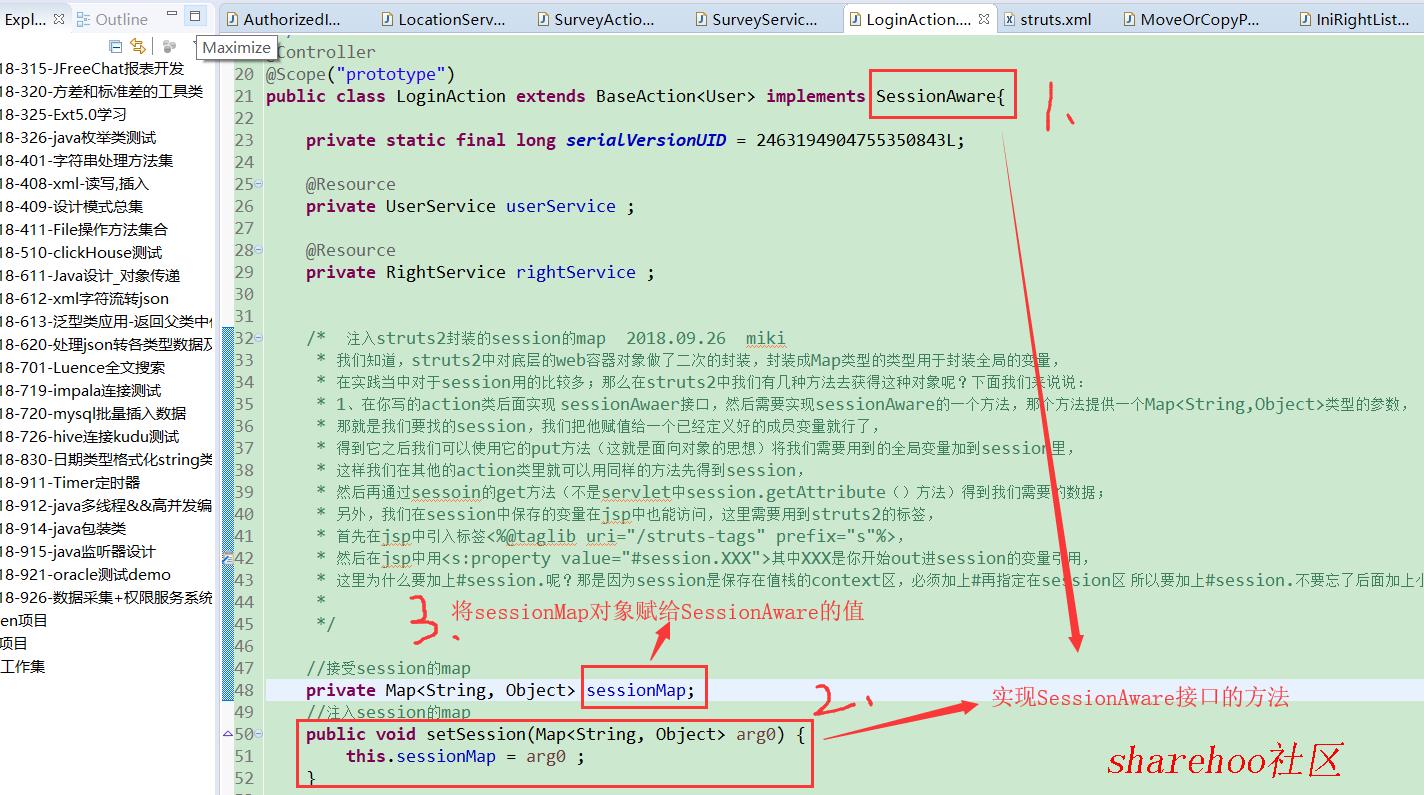 Expl...
Outline
AuthorizedI...
LocationServ...
SurveyActio...
SurveyServic...
LoginAction....
struts.xml
MoveOrCopyP...
IniRightList...
Maximize
18-315-JFreeChat报表开发
18-320-方差和标准差的工具类
18-325-Ext5.0学习
18-326-java枚举类测试
18-401-字符串处理方法集
18-408-xml-读写,插入
18-409-设计模式总集
18-411-File操作方法集合
18-510-clickHouse测试
18-611-Java设计_对象传递
18-612-xml字符流转json
18-613-泛型类应用-返回父类中
18-620-处理json转各类型数据及
18-701-Luence全文搜索
18-719-impala连接测试
18-720-mysql批量插入数据
18-726-hive连接kudu测试
18-830-日期类型格式化string类
18-911-Timer定时器
18-912-java多线程&&高并发编
18-914-java包装类
18-915-java监听器设计
18-921-oracle测试demo
18-926-数据采集+权限服务系统
en项目
项目
工作集
ontroller
20 @Scope("prototype")
21 public class LoginAction extends BaseAction<User> implements SessionAware{
22
23 private static final long serialVersionUID = 2463194904755350843L;
24
25 @Resource
26 private UserService userService ;
27
28 @Resource
29 private RightService rightService ;
30
31
32 /* 注入struts2封装的session的map 2018.09.26 miki
33 * 我们知道，struts2中对底层的web容器对象做了二次的封装，封装成Map类型的类型用于封装全局的变量，
34 * 在实践当中对于session用的比较多；那么在struts2中我们有几种方法去获得这种对象呢？下面我们来说说：
35 * 1、在你写的action类后面实现 sessionAwaer接口，然后需要实现sessionAware的一个方法，那个方法提供一个Map<String,Object>类型的参数，
36 * 那就是我们要找的session，我们把他赋值给一个已经定义好的成员变量就行了，
37 * 得到它之后我们可以使用它的put方法（这就是面向对象的思想）将我们需要用到的全局变量加到session里，
38 * 这样我们在其他的action类里就可以用同样的方法先得到session，
39 * 然后再通过sessoin的get方法（不是servlet中session.getAttribute（）方法）得到我们需要的数据；
40 * 另外，我们在session中保存的变量在jsp中也能访问，这里需要用到struts2的标签，
41 * 首先在jsp中引入标签<%@taglib uri="/struts-tags" prefix="s"%>，
42 * 然后在jsp中用<s:property value="#session.XXX">其中XXX是你开始out进session的变量引用，
43 * 这里为什么要加上#session.呢？那是因为session是保存在值栈的context区，必须加上#再指定在session区 所以要加上#session.不要忘了后面加上小
44 *
45 */
46
47 //接受session的map
48 private Map<String, Object> sessionMap;
49 //注入session的map
50 public void setSession(Map<String, Object> arg0) {
51 this.sessionMap = arg0 ;
52 }
1、
3.
将sessionMap对象赋给SessionAware的值
2、
实现SessionAware接口的方法
sharehoo社区